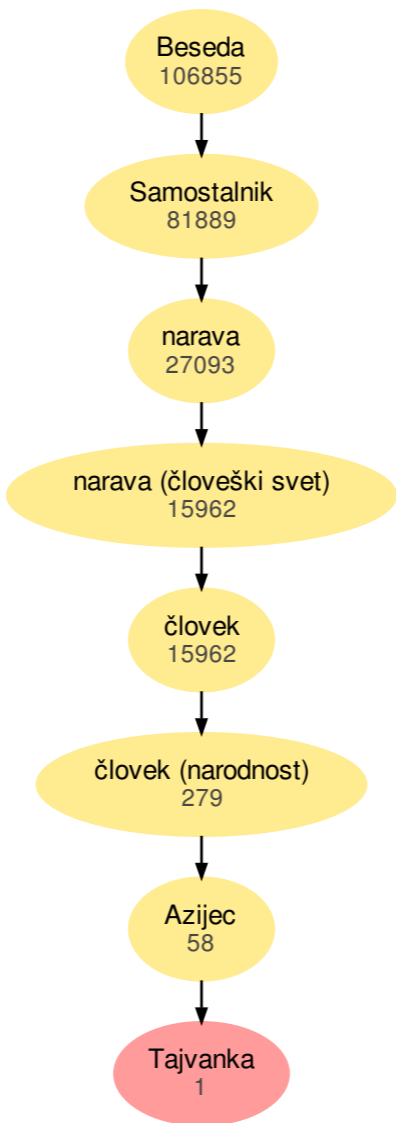 Beseda
106855
Samostalnik
81889
narava
27093
narava (človeški svet)
15962
človek
15962
človek (narodnost)
279
Azijec
58
Tajvanka
1